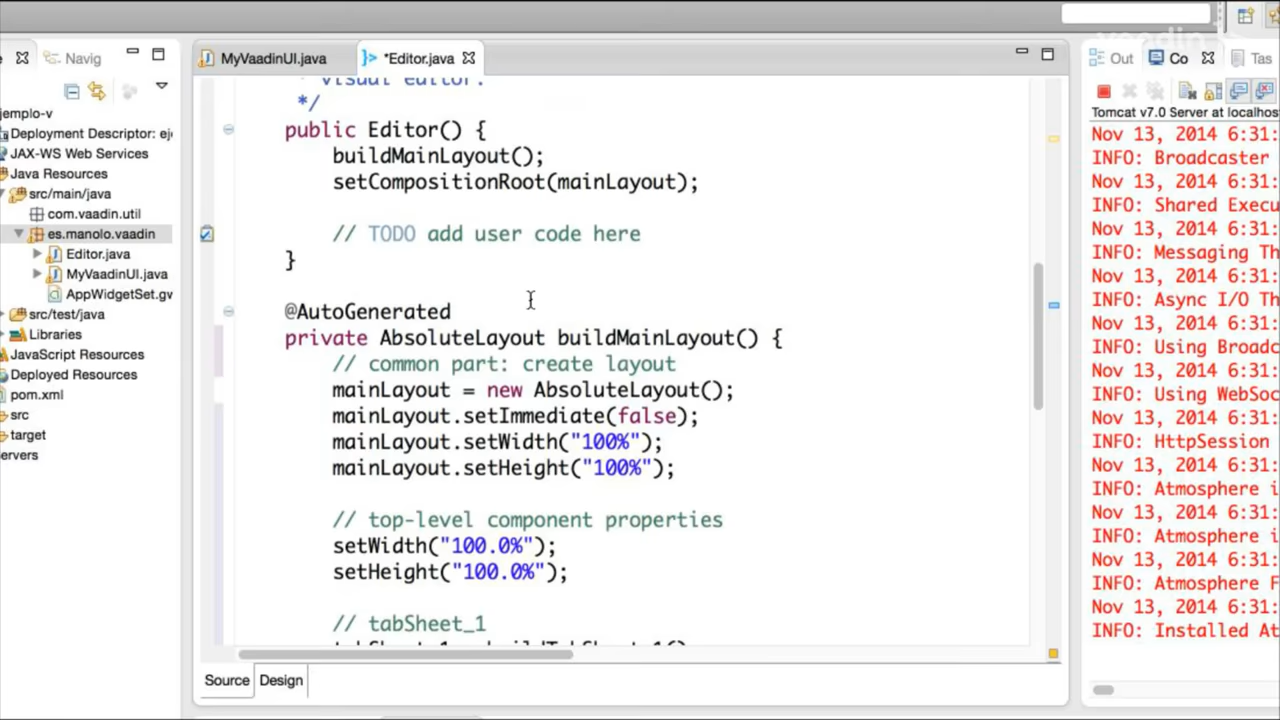 vaadin
Navig
MyVaadinUI.java
*Editor.java
Out
Co
Tas
jemplo-v
Deployment Descriptor: eje
JAX-WS Web Services
Java Resources
src/main/java
com.vaadin.util
es.manolo.vaadin
Editor.java
MyVaadinUI.java
AppWidgetSet.gv
src/test/java
Libraries
JavaScript Resources
Deployed Resources
pom.xml
src
target
ervers
* visual editor.
*/
public Editor() {
buildMainLayout();
setCompositionRoot(mainLayout);
// TODO add user code here
}
@AutoGenerated
private AbsoluteLayout buildMainLayout() {
// common part: create layout
mainLayout = new AbsoluteLayout();
mainLayout.setImmediate(false);
mainLayout.setWidth("100%");
mainLayout.setHeight("100%");
// top-level component properties
setWidth("100.0%");
setHeight("100.0%");
// tabSheet_1
tabSheet_1 = buildTabSheet_1();
Source
Design
Tomcat v7.0 Server at localhos
Nov 13, 2014 6:31:
INFO: Broadcaster
Nov 13, 2014 6:31:
INFO: Shared Execu
Nov 13, 2014 6:31:
INFO: Messaging Th
Nov 13, 2014 6:31:
INFO: Async I/O Th
Nov 13, 2014 6:31:
INFO: Using Broadc
Nov 13, 2014 6:31:
INFO: Using WebSoc
Nov 13, 2014 6:31:
INFO: HttpSession
Nov 13, 2014 6:31:
INFO: Atmosphere i
Nov 13, 2014 6:31:
INFO: Atmosphere i
Nov 13, 2014 6:31:
INFO: Atmosphere F
Nov 13, 2014 6:31:
INFO: Installed At